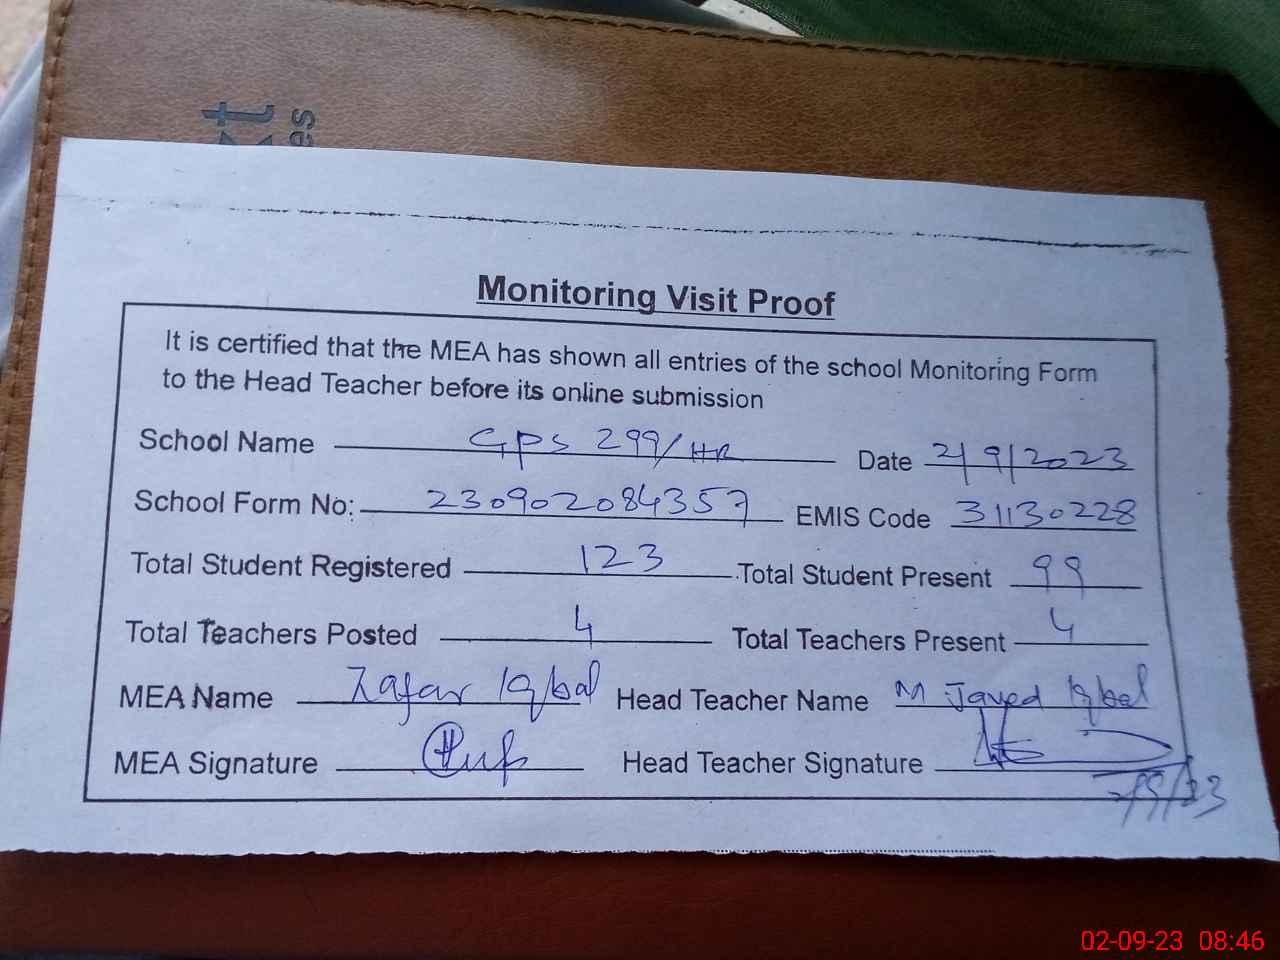 es
Monitoring Visit Proof
It is certified that the MEA has shown all entries of the school Monitoring Form
to the Head Teacher before its online submission
School Name GPS 299/HR Date 2/9/2023
School Form No: 230902084357 EMIS Code 31130228
Total Student Registered 123 Total Student Present 99
Total Teachers Posted 4 Total Teachers Present 4
MEA Name Zafar Iqbal Head Teacher Name M Javed Iqbal
MEA Signature Head Teacher Signature
2/9/23
02-09-23 08:46